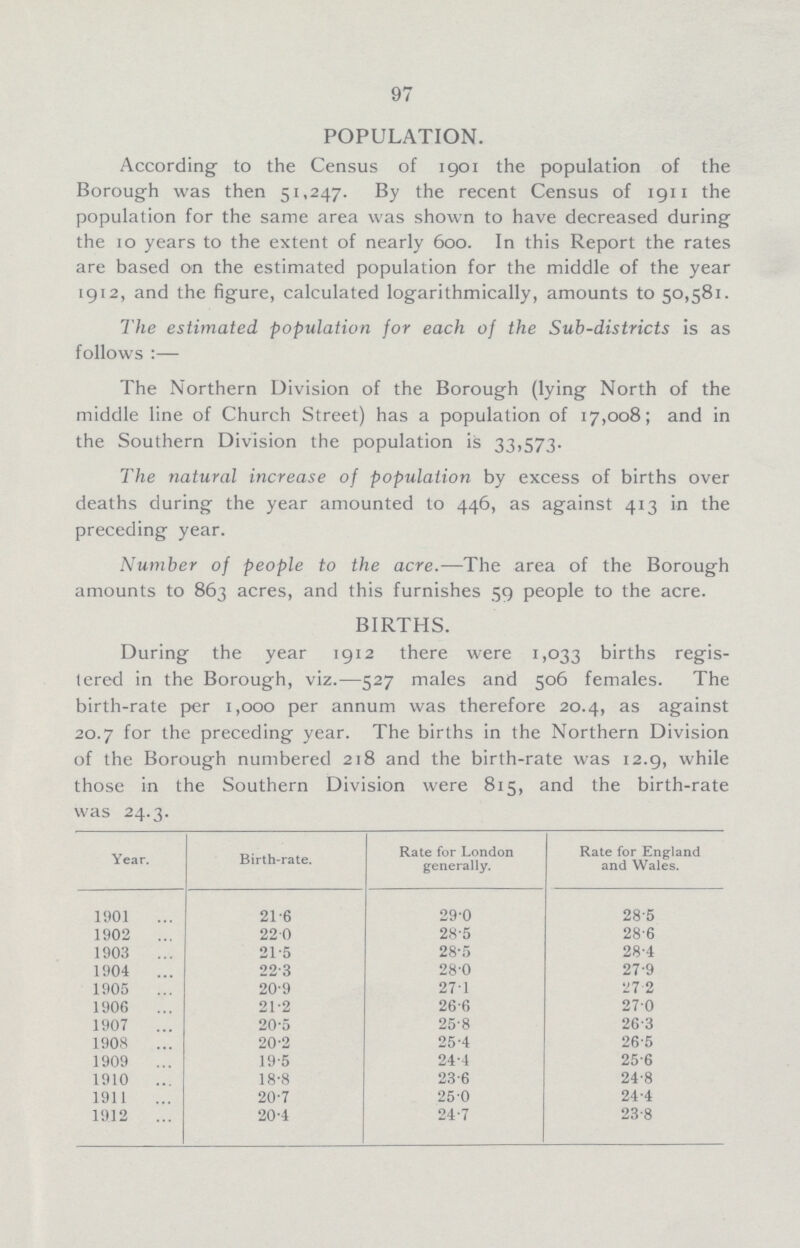 97
POPULATION.
According to the Census of 1901 the population of the
Borough was then 51,247. By the recent Census of 1911 the
population for the same area was shown to have decreased during
the 10 years to the extent of nearly 600. In this Report the rates
are based on the estimated population for the middle of the year
1912, and the figure, calculated logarithmically, amounts to 50,581.
The estimated population for each of the Sub-districts is as
follows :—
The Northern Division of the Borough (lying North of the
middle line of Church Street) has a population of 17,008; and in
the Southern Division the population is 33,573.
The natural increase of population by excess of births over
deaths during the year amounted to 446, as against 413 in the
preceding year.
Number of people to the acre.—The area of the Borough
amounts to 863 acres, and this furnishes 59 people to the acre.
BIRTHS.
During the year 1912 there were 1,033 births regis-
tered in the Borough, viz.—527 males and 506 females. The
birth-rate per 1,000 per annum was therefore 20.4, as against
20.7 for the preceding year. The births in the Northern Division
of the Borough numbered 218 and the birth-rate was 12.9, while
those in the Southern Division were 815, and the birth-rate
was 24.3.
Year. Birth-rate. Rate for London generally. Rate for England and Wales.
1901 ... 21·6 29·0 28·5
1902 ... 22 0 28·5 28·6
1903 ... 21·5 28·5 28·4
1904 ... 22·3 28·0 27·9
1905 ... 20·9 27·1 27 2
1906 ... 21·2 26·6 27·0
1907 ... 20·5 25·8 26·3
1908 ... 20·2 25·4 26·5
1909 ... 19·5 24·4 25·6
1910 ... 18·8 23·6 24·8
1911 ... 20·7 25·0 24·4
1912 ... 20·4 24·7 23·8